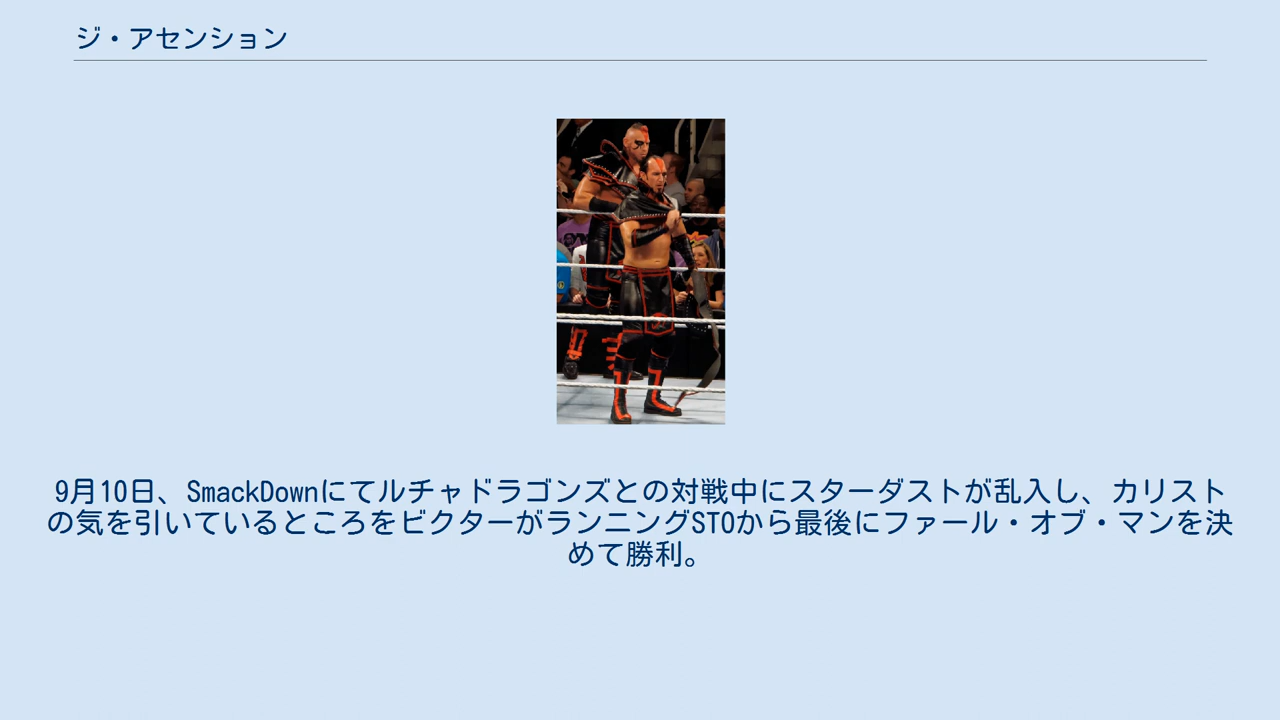 ジ・アセンション
9月10日、SmackDownにてルチャドラゴンズとの対戦中にスターダストが乱入し、カリスト
の気を引いているところをビクターがランニングSTOから最後にファール・オブ・マンを決
めて勝利。